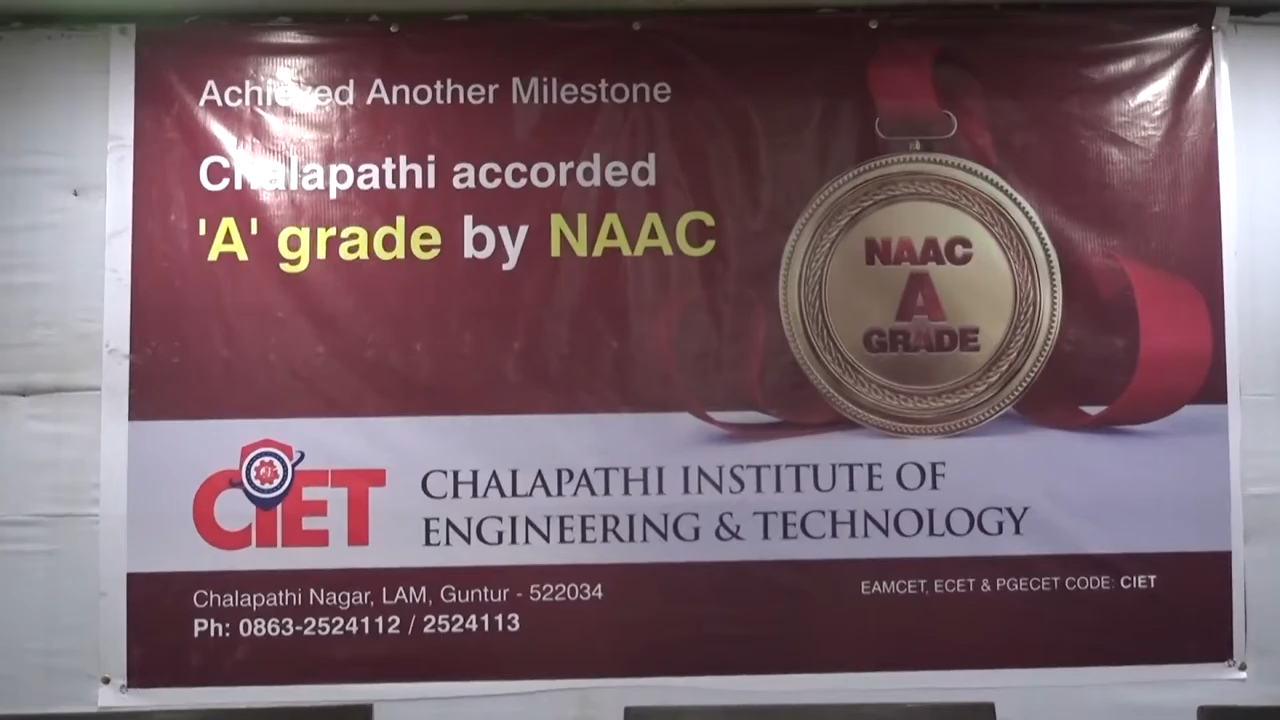 Achieved Another Milestone
Chalapathi accorded
'A' grade by NAAC
NAAC
A
GRADE
CIET
CHALAPATHI INSTITUTE OF
ENGINEERING & TECHNOLOGY
Chalapathi Nagar, LAM, Guntur - 522034
Ph: 0863-2524112 / 2524113
EAMCET, ECET & PGECET CODE: CIET